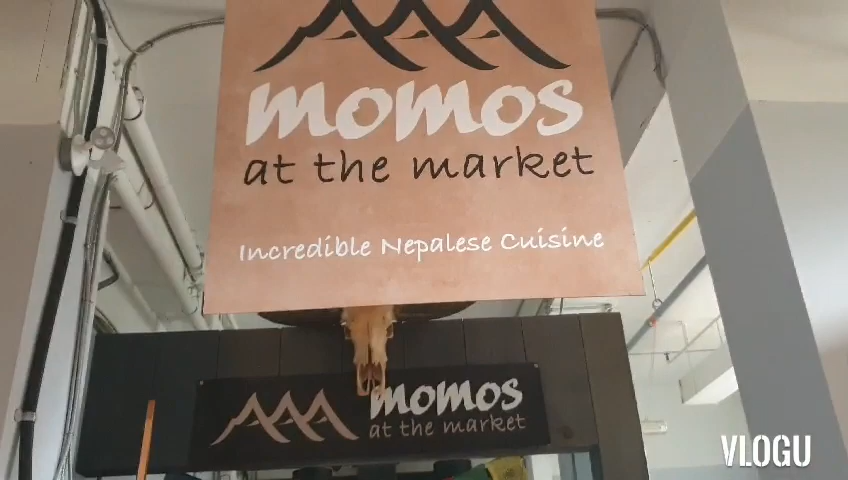 momos
at the market
Incredible Nepalese Cuisine
momos
at the market
VLOGU